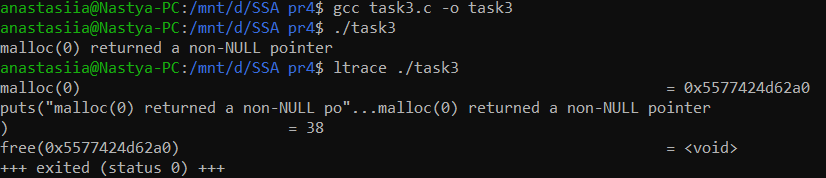 anastasiia@Nastya-PC:/mnt/d/SSA pr4$ gcc task3.c -o task3
anastasiia@Nastya-PC:/mnt/d/SSA pr4$ ./task3
malloc(0) returned a non-NULL pointer
anastasiia@Nastya-PC:/mnt/d/SSA pr4$ ltrace ./task3
malloc(0) = 0x5577424d62a0
puts("malloc(0) returned a non-NULL po"...malloc(0) returned a non-NULL pointer
) = 38
free(0x5577424d62a0) = <void>
+++ exited (status 0) +++